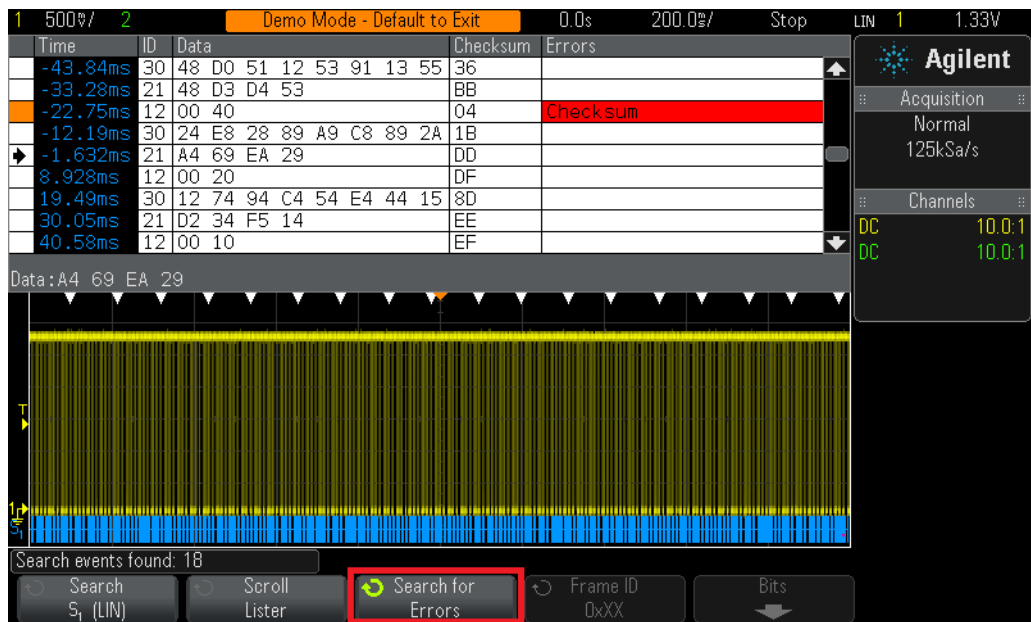 1 500㎷/ 2 Demo Mode - Default to Exit 0.0s 200.0㎳/ Stop LIN 1 1.33V
Time ID Data Checksum Errors
-43.84ms 30 48 D0 51 12 53 91 13 55 36
-33.28ms 21 48 D3 D4 53 BB
-22.75ms 12 00 40 04 Checksum
-12.19ms 30 24 E8 28 89 A9 C8 89 2A 1B
-1.632ms 21 A4 69 EA 29 DD
8.928ms 12 00 20 DF
19.49ms 30 12 74 94 C4 54 E4 44 15 8D
30.05ms 21 D2 34 F5 14 EE
40.58ms 12 00 10 EF
Data:A4 69 EA 29
Agilent
Acquisition
Normal
125kSa/s
Channels
DC 10.0:1
DC 10.0:1
T
1
S1
Search events found: 18
Search
S1 (LIN)
Scroll
Lister
Search for
Errors
Frame ID
0xXX
Bits